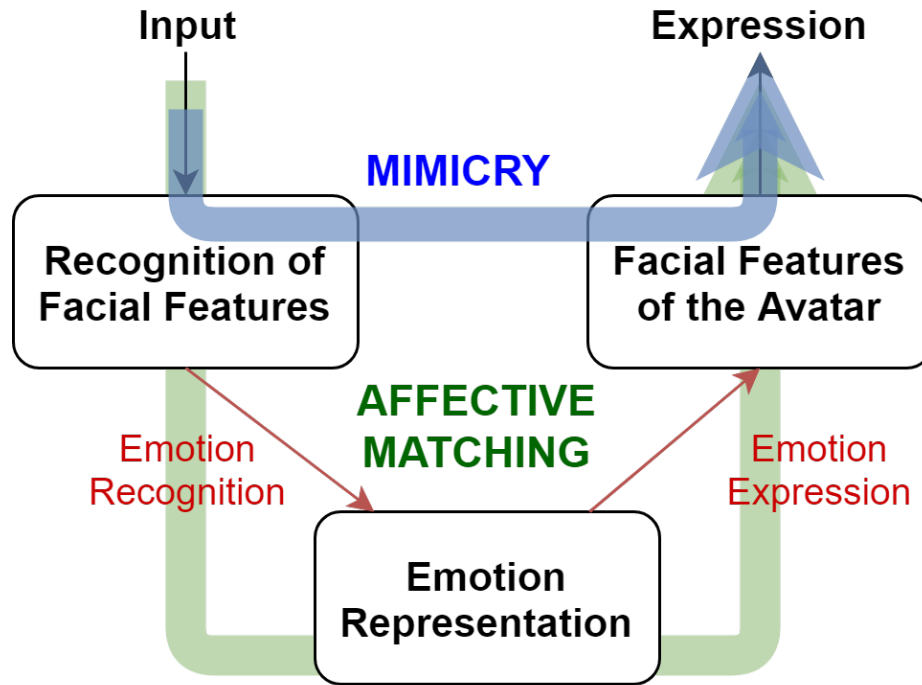 Input
Expression
MIMICRY
Recognition of
Facial Features
Facial Features
of the Avatar
AFFECTIVE
MATCHING
Emotion
Recognition
Emotion
Expression
Emotion
Representation